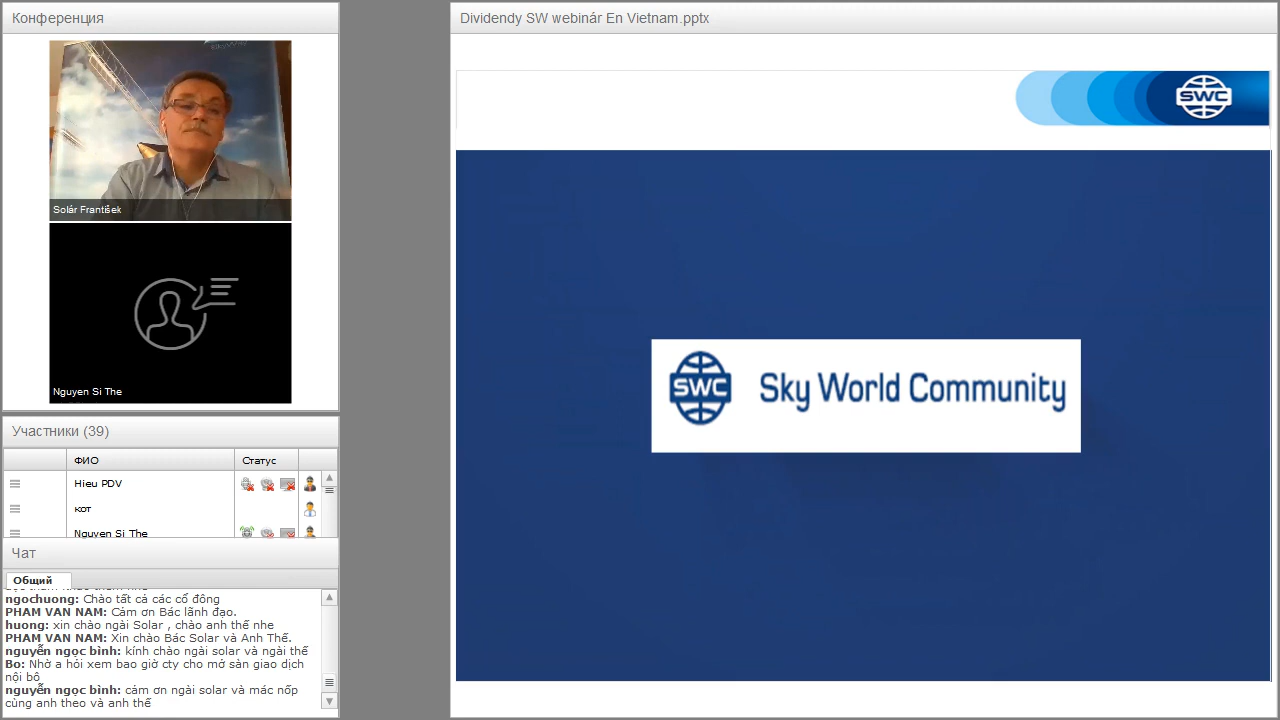 Конференция
Solár František
Nguyen Si The
Участники (39)
ФИО
Статус
Hieu PDV
кот
Nguyen Si The
Чат
Общий
ngochuong: Chào tất cả các cổ đông
PHAM VAN NAM: Cảm ơn Bác lãnh đạo.
huong: xin chào ngài Solar , chào anh thế nhe
PHAM VAN NAM: Xin chào Bác Solar và Anh Thế.
nguyễn ngọc bình: kính chào ngài solar và ngài thế
Bo: Nhờ a hỏi xem bao giờ cty cho mở sàn giao dịch
nội bộ
nguyễn ngọc bình: cảm ơn ngài solar và mác nốp
cùng anh theo và anh thế
Dividendy SW webinár En Vietnam.pptx
SWC
SWC Sky World Community